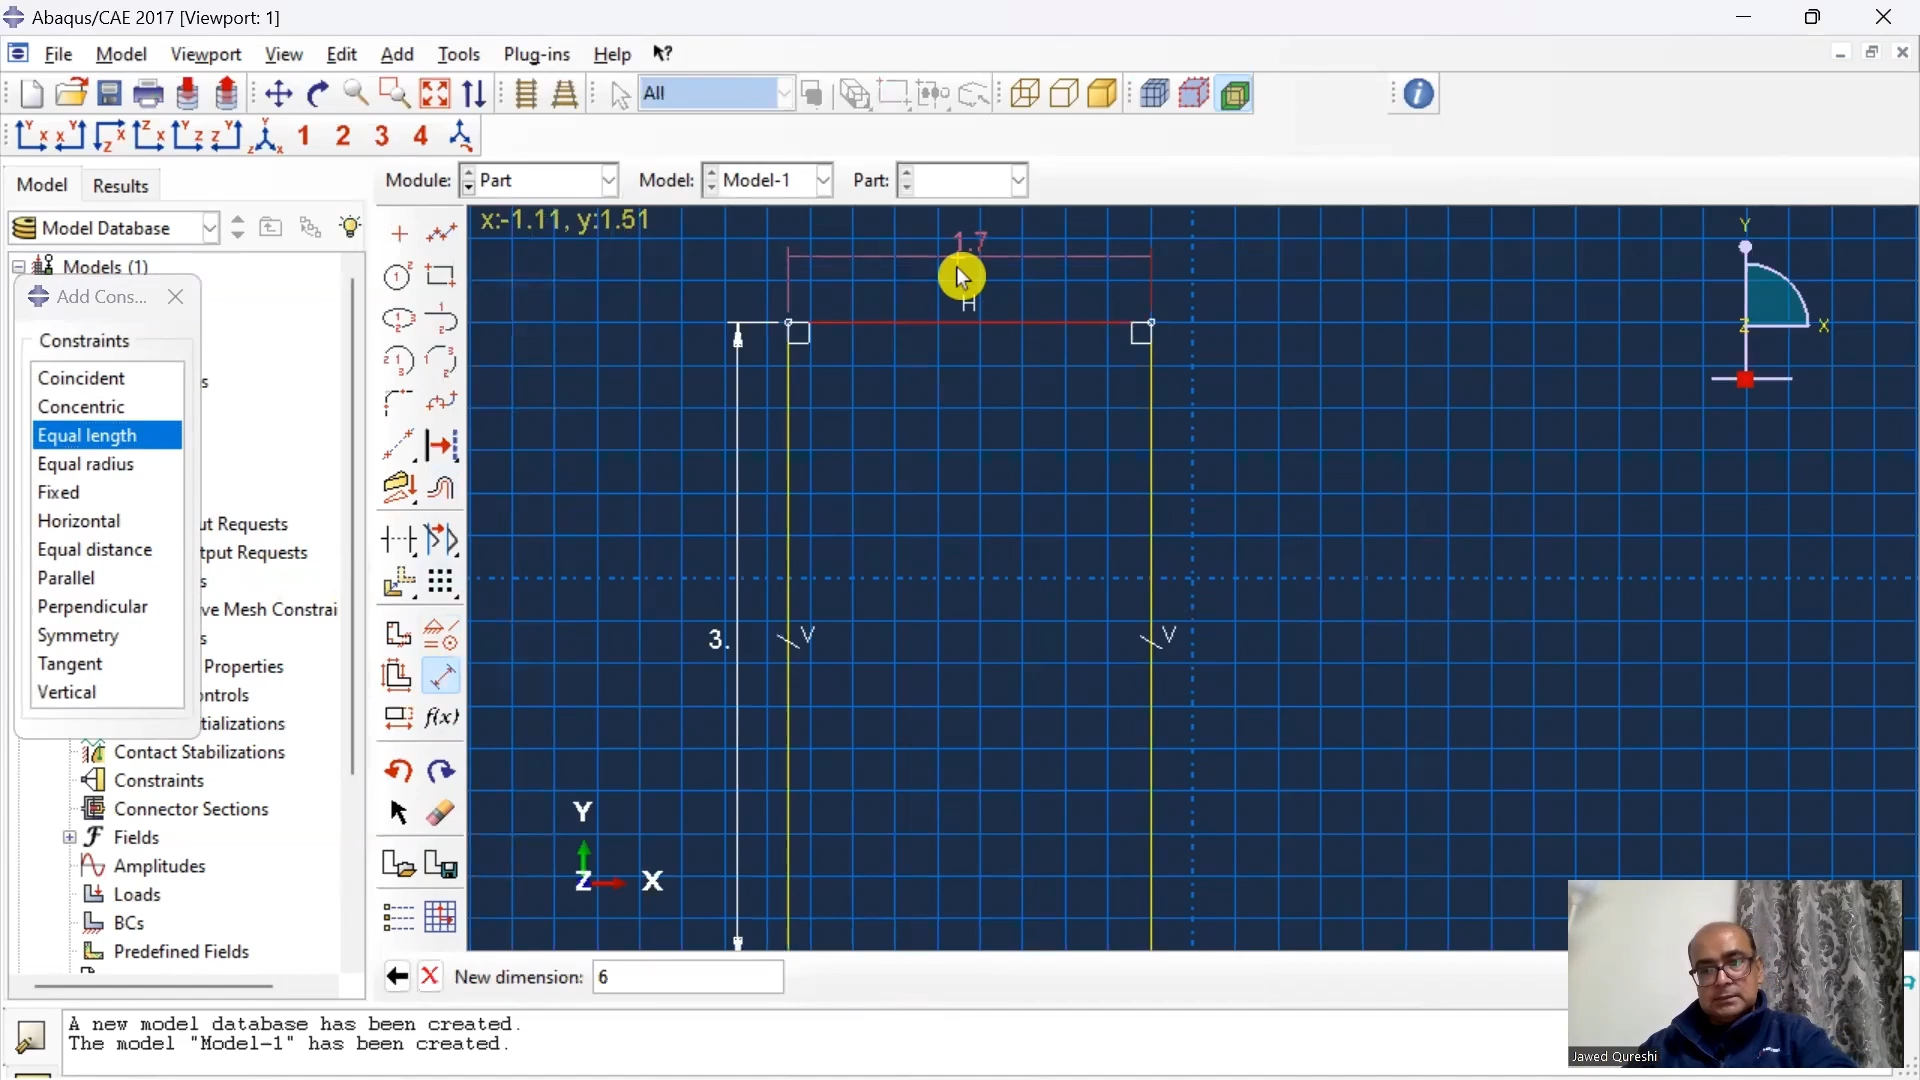 Abaqus/CAE 2017 [Viewport: 1]
File Model Viewport View Edit Add Tools Plug-ins Help
All
1 2 3 4
Model Results
Module: Part Model: Model-1 Part:
Model Database
Models (1)
x:-1.11, y:1.51
1.7
H
Y
Z X
Add Cons...
Constraints
Coincident
Concentric
Equal length
Equal radius
Fixed
Horizontal
Equal distance
Parallel
Perpendicular
Symmetry
Tangent
Vertical
ut Requests
tput Requests
ve Mesh Constrai
Properties
ontrols
tializations
Contact Stabilizations
Constraints
Connector Sections
Fields
Amplitudes
Loads
BCs
Predefined Fields
f(x)
3. V V
Y
Z X
New dimension: 6
A new model database has been created.
The model "Model-1" has been created.
Jawed Qureshi